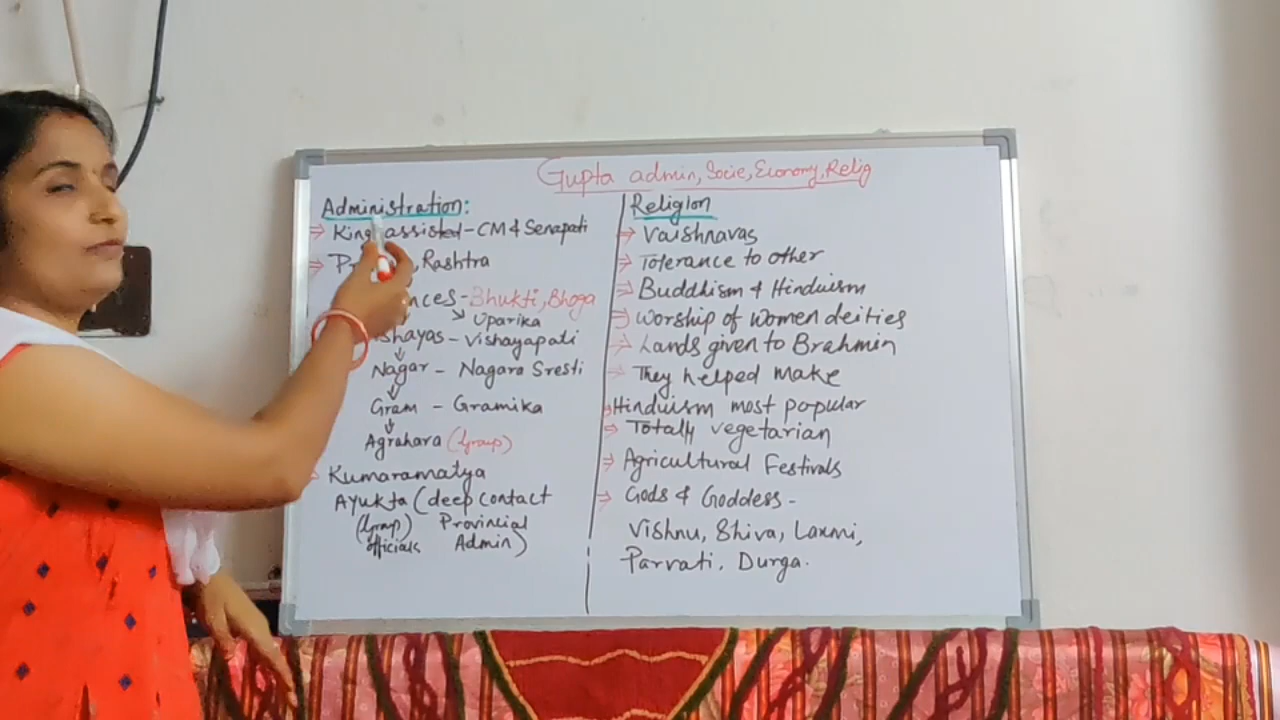 Gupta admin, Socie, Economy, Relig
Administration:
⇒ King assisted - CM & Senapati
⇒ , Rashtra
nces - Bhukti, Bhoga
↘ Uparika
shayas - Vishayapati
↓
Nagar - Nagara Sresti
↓
Gram - Gramika
↓
Agrahara (Group)
Kumaramatya
Ayukta (deep contact
(Group) Provincial
officials Admin)
Religion
⇒ Vaishnavas
⇒ Tolerance to other
⇒ Buddhism & Hinduism
⇒ Worship of Women deities
⇒ Lands given to Brahmin
⇒ They helped make
⇒ Hinduism most popular
⇒ Totally vegetarian
⇒ Agricultural Festivals
⇒ Gods & Goddess -
Vishnu, Shiva, Laxmi,
Parvati, Durga.